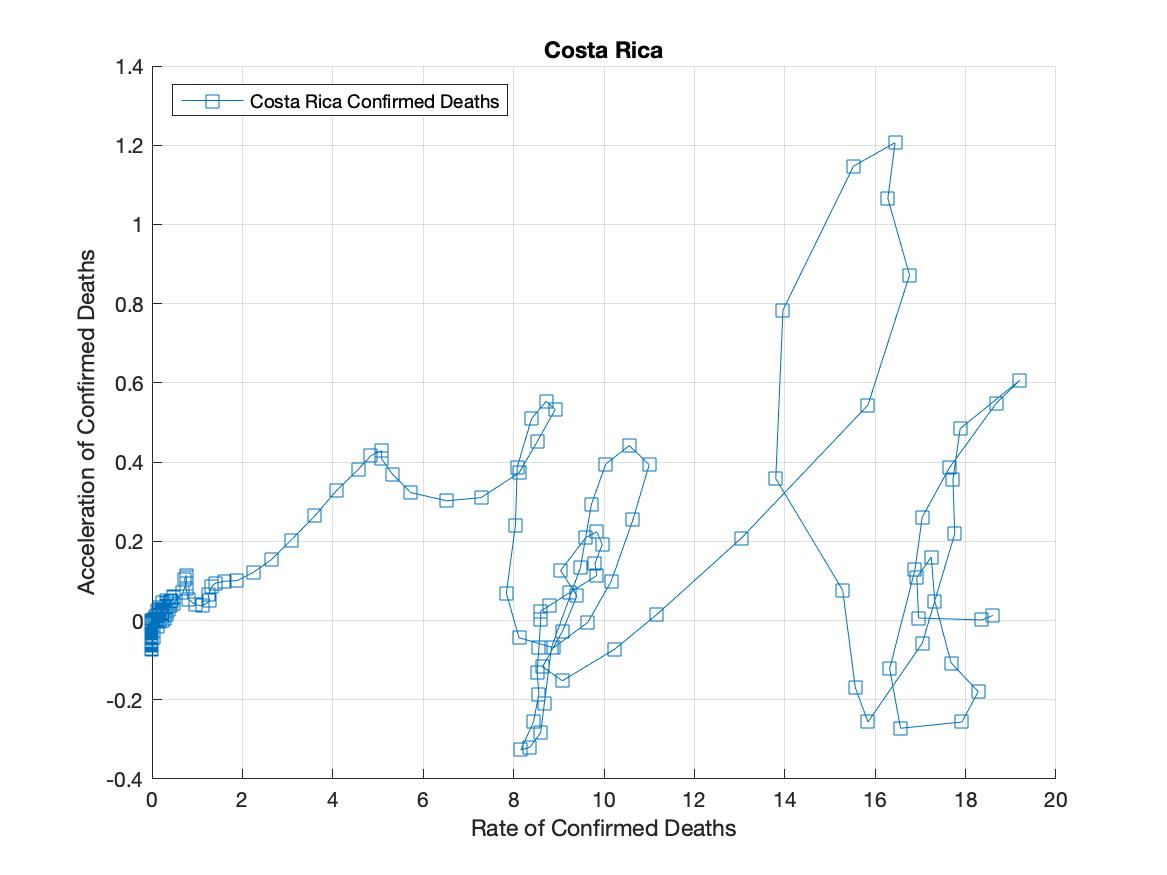 Costa Rica
Costa Rica Confirmed Deaths
1.4
1.2
1
0.8
0.6
0.4
0.2
0
-0.2
-0.4
Acceleration of Confirmed Deaths
0 2 4 6 8 10 12 14 16 18 20
Rate of Confirmed Deaths